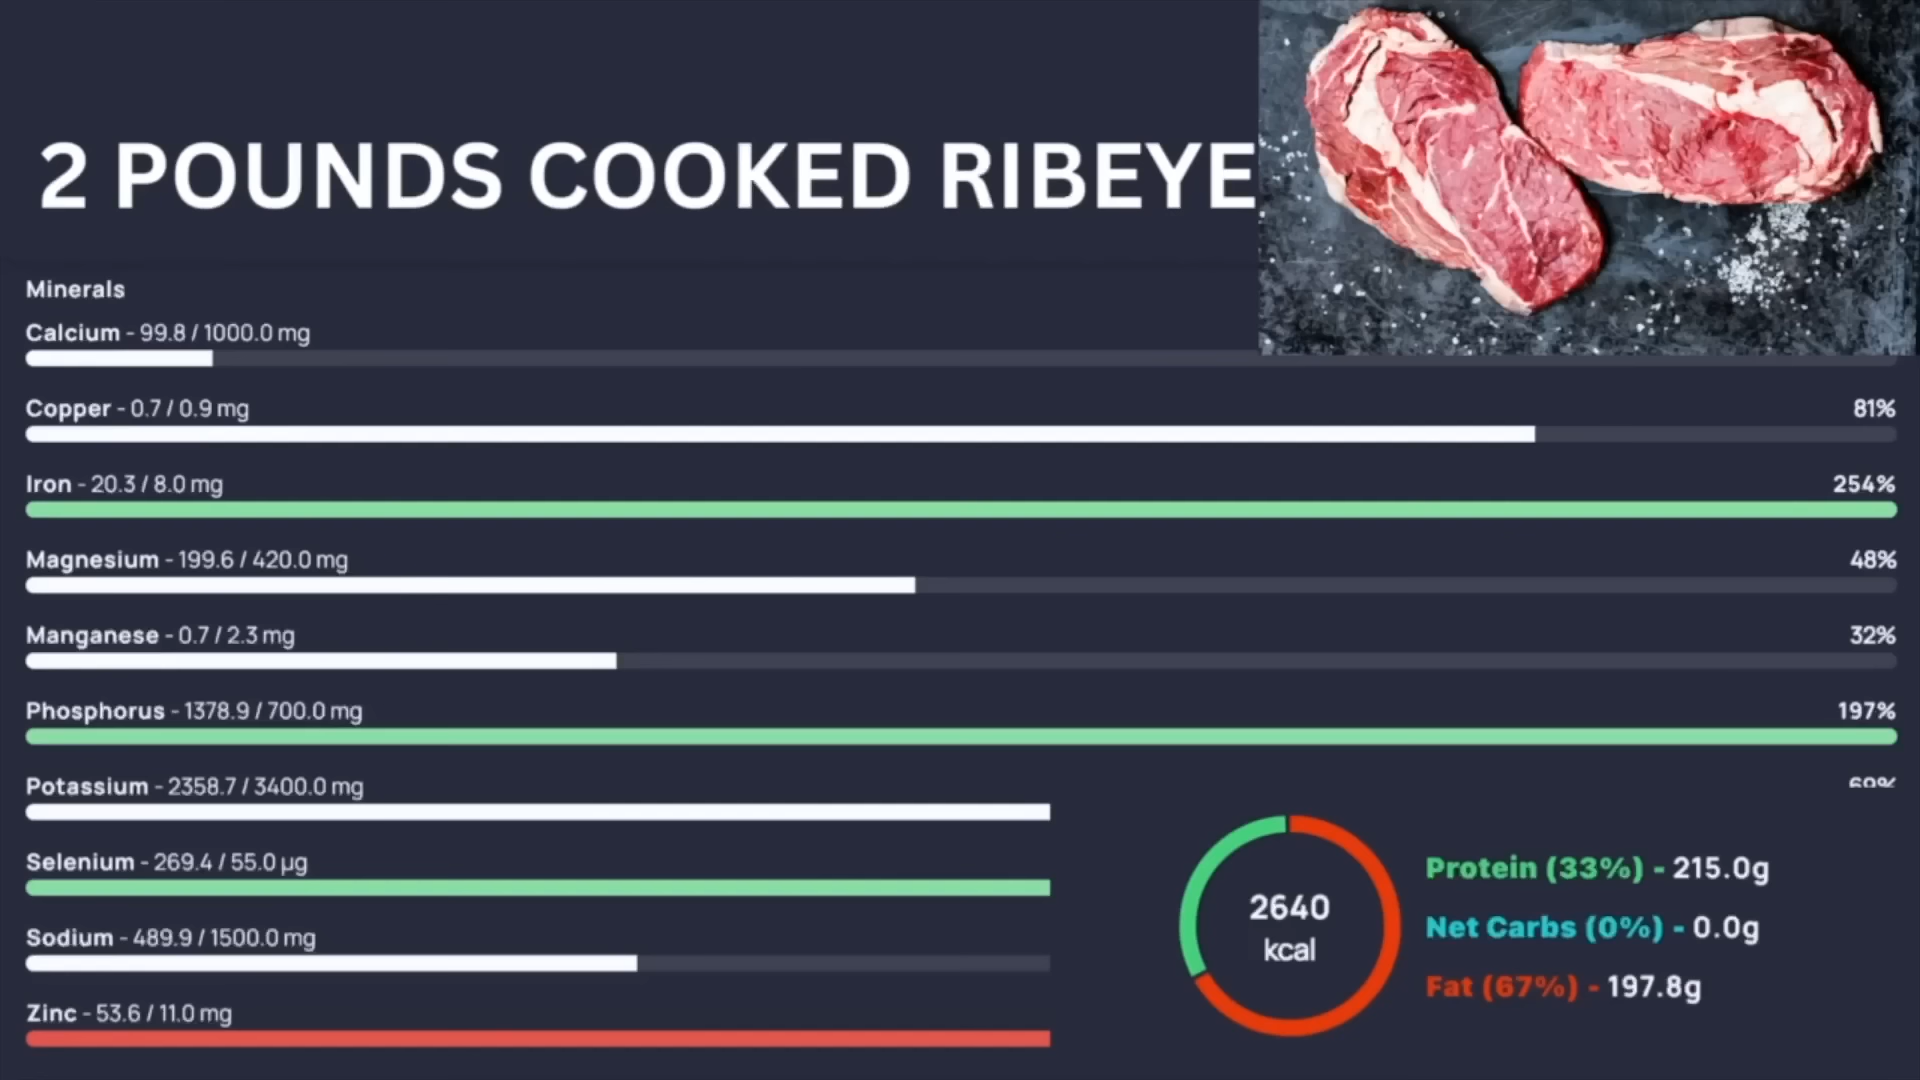 2 POUNDS COOKED RIBEYE
Minerals
Calcium - 99.8 / 1000.0 mg
Copper - 0.7 / 0.9 mg 81%
Iron - 20.3 / 8.0 mg 254%
Magnesium - 199.6 / 420.0 mg 48%
Manganese - 0.7 / 2.3 mg 32%
Phosphorus - 1378.9 / 700.0 mg 197%
Potassium - 2358.7 / 3400.0 mg 69%
Selenium - 269.4 / 55.0 µg
Sodium - 489.9 / 1500.0 mg
Zinc - 53.6 / 11.0 mg
2640
kcal
Protein (33%) - 215.0g
Net Carbs (0%) - 0.0g
Fat (67%) - 197.8g